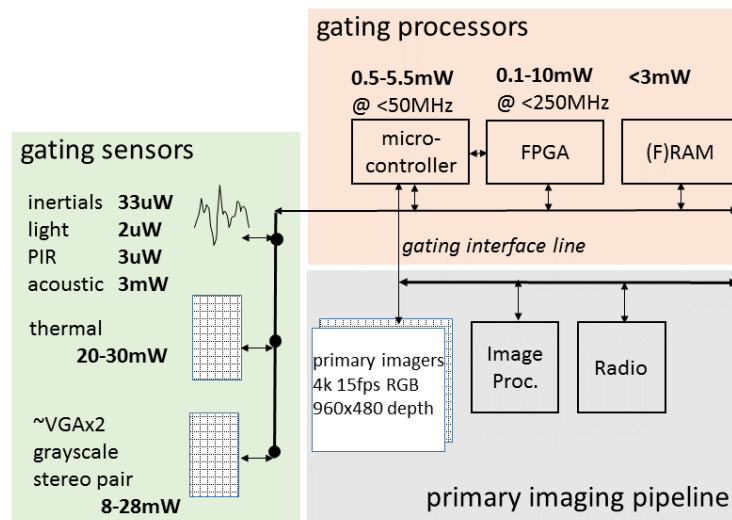 gating processors
0.5-5.5mW
@ <50MHz
0.1-10mW
@ <250MHz
<3mW
micro-
controller
FPGA
(F)RAM
gating sensors
inertials 33uW
light 2uW
PIR 3uW
acoustic 3mW
thermal
20-30mW
~VGAx2
grayscale
stereo pair
8-28mW
gating interface line
primary imagers
4k 15fps RGB
960x480 depth
Image
Proc.
Radio
primary imaging pipeline